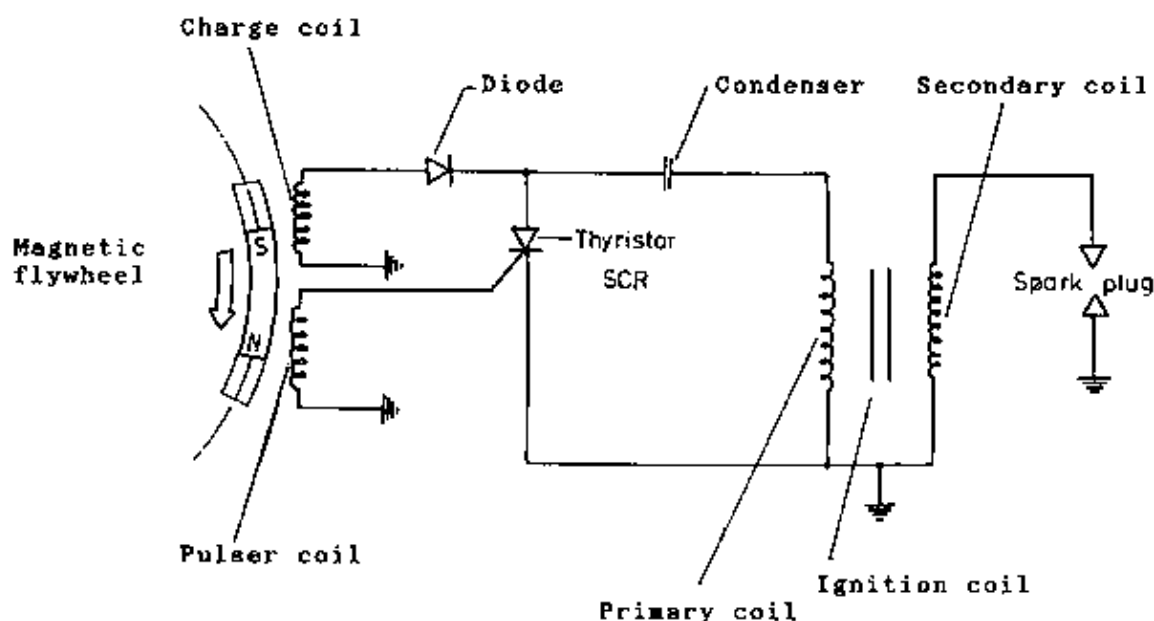 Charge coil
Diode
Condenser
Secondary coil
Magnetic
flywheel
S
N
Thyristor
SCR
Spark plug
Pulser coil
Ignition coil
Primary coil